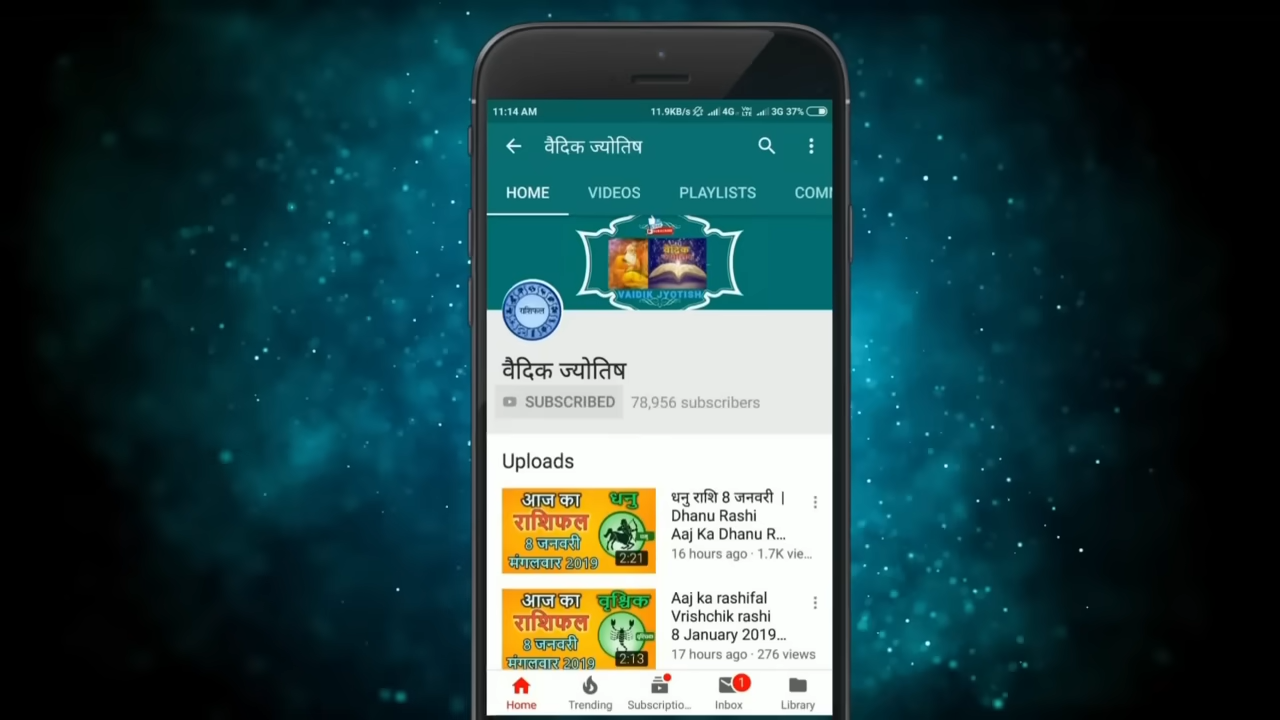 11:14 AM
11.9KB/s 4G VoLTE 3G 37%
वैदिक ज्योतिष
HOME VIDEOS PLAYLISTS COMM
वैदिक
VAIDIK JYOTISH
राशिफल
वैदिक ज्योतिष
SUBSCRIBED 78,956 subscribers
Uploads
आज का धनु
राशिफल
8 जनवरी
मंगलवार 2019
2:21
धनु राशि 8 जनवरी |
Dhanu Rashi
Aaj Ka Dhanu R...
16 hours ago · 1.7K vie...
आज का वृश्चिक
राशिफल
8 जनवरी
मंगलवार 2019
2:13
Aaj ka rashifal
Vrishchik rashi
8 January 2019...
17 hours ago · 276 views
Home Trending Subscriptio... Inbox 1 Library